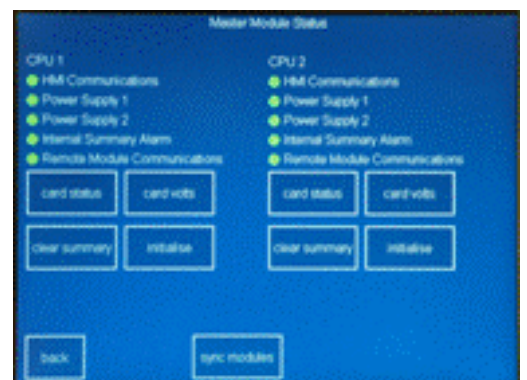 Master Module Status
CPU 1
HMI Communications
Power Supply 1
Power Supply 2
Internal Summary Alarm
Remote Module Communications
card status
card volts
clear summary
initialise
CPU 2
HMI Communications
Power Supply 1
Power Supply 2
Internal Summary Alarm
Remote Module Communications
card status
card volts
clear summary
initialise
back
sync modules